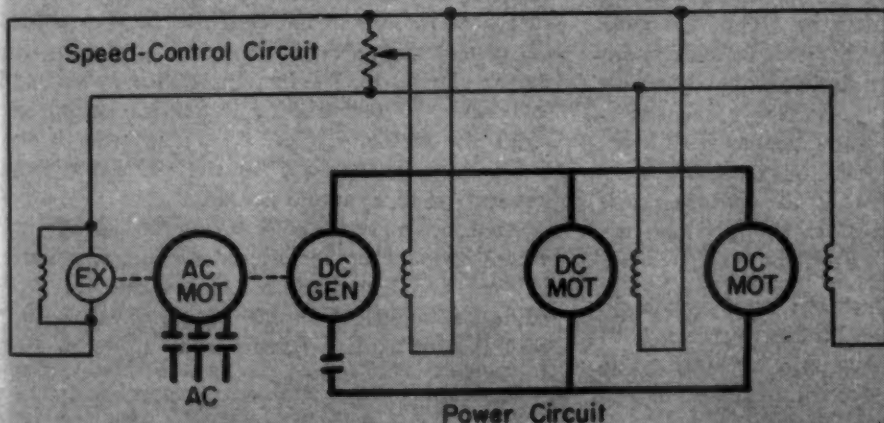 Speed-Control Circuit
EX
AC
MOT
DC
GEN
DC
MOT
DC
MOT
AC
Power Circuit